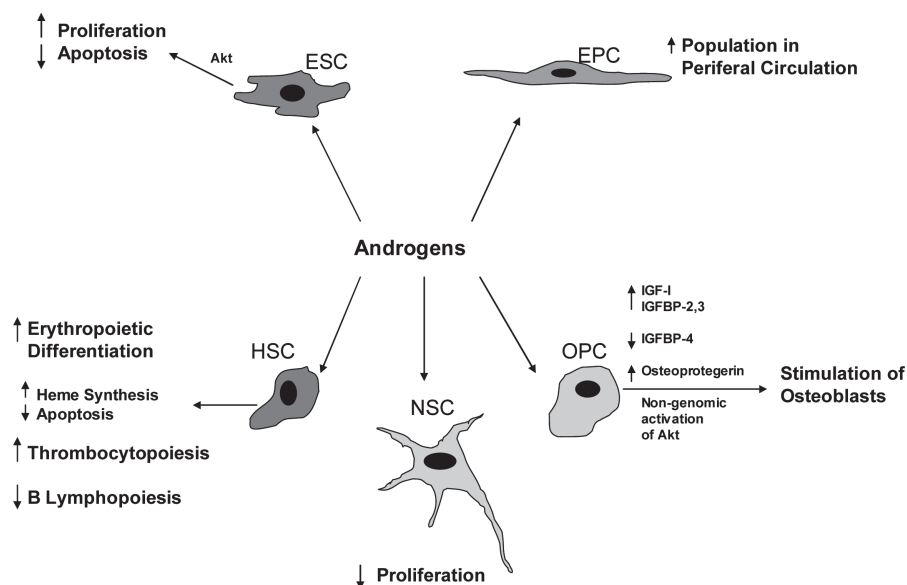 Proliferation
Apoptosis
Akt
ESC
EPC
Population in
Periferal Circulation
Androgens
Erythropoietic
Differentiation
HSC
Heme Synthesis
Apoptosis
Thrombocytopoiesis
B Lymphopoiesis
NSC
Proliferation
OPC
IGF-I
IGFBP-2,3
IGFBP-4
Osteoprotegerin
Non-genomic
activation
of Akt
Stimulation of
Osteoblasts